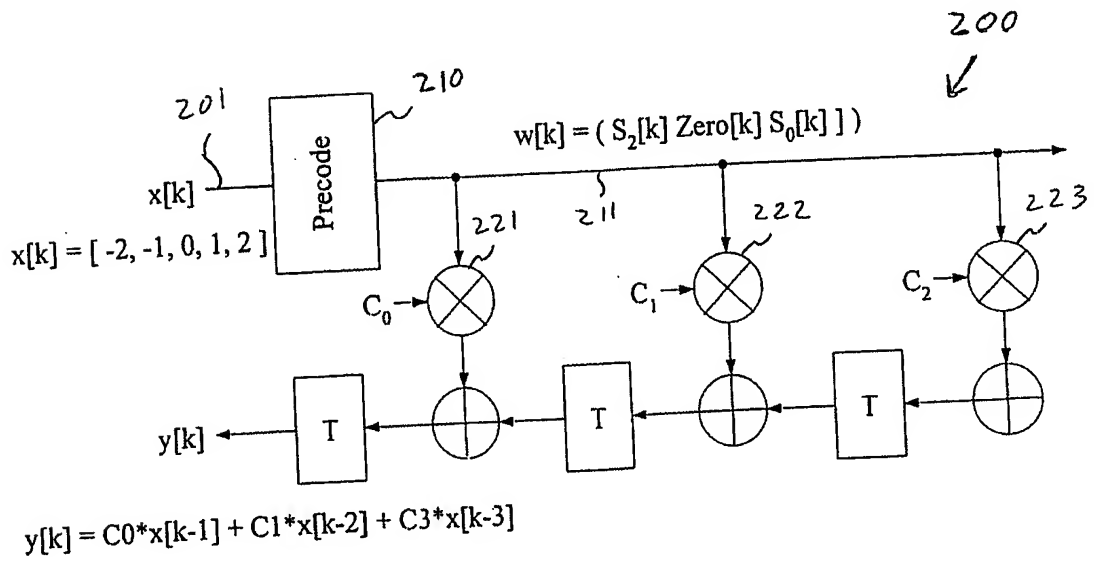 200
201
210
w[k] = ( S₂[k] Zero[k] S₀[k] ] )
Precode
x[k]
211
x[k] = [ -2, -1, 0, 1, 2 ]
221
222
223
C₀
C₁
C₂
T
T
T
y[k]
y[k] = C0*x[k-1] + C1*x[k-2] + C3*x[k-3]